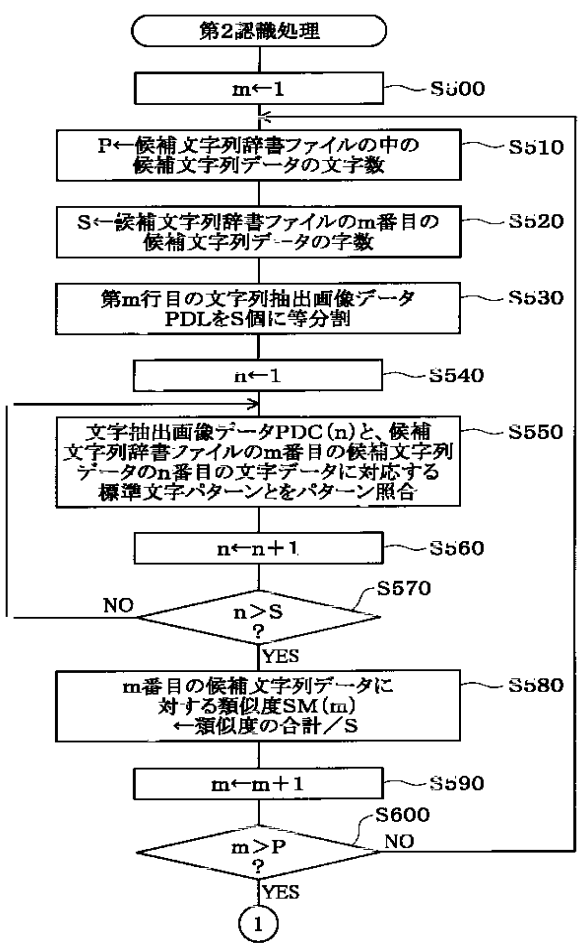 第2認識処理
m←1
S500
P←候補文字列辞書ファイルの中の
候補文字列データの文字数
S510
S←候補文字列辞書ファイルのm番目の
候補文字列データの字数
S520
第m行目の文字列抽出画像データ
PDLをS個に等分割
S530
n←1
S540
文字抽出画像データPDC(n)と、候補
文字列辞書ファイルのm番目の候補文字列
データのn番目の文字データに対応する
標準文字パターンとをパターン照合
S550
n←n+1
S560
S570
n>S
?
NO
YES
m番目の候補文字列データに
対する類似度SM(m)
←類似度の合計/S
S580
m←m+1
S590
S600
m>P
?
NO
YES
1